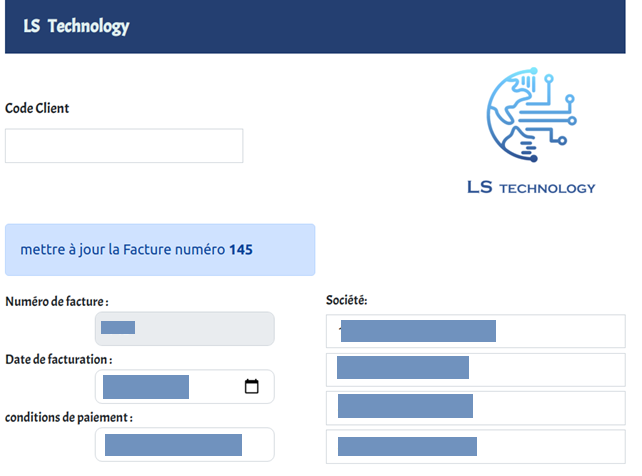 LS Technology
Code Client
LS TECHNOLOGY
mettre à jour la Facture numéro 145
Numéro de facture :
Société:
Date de facturation :
conditions de paiement :